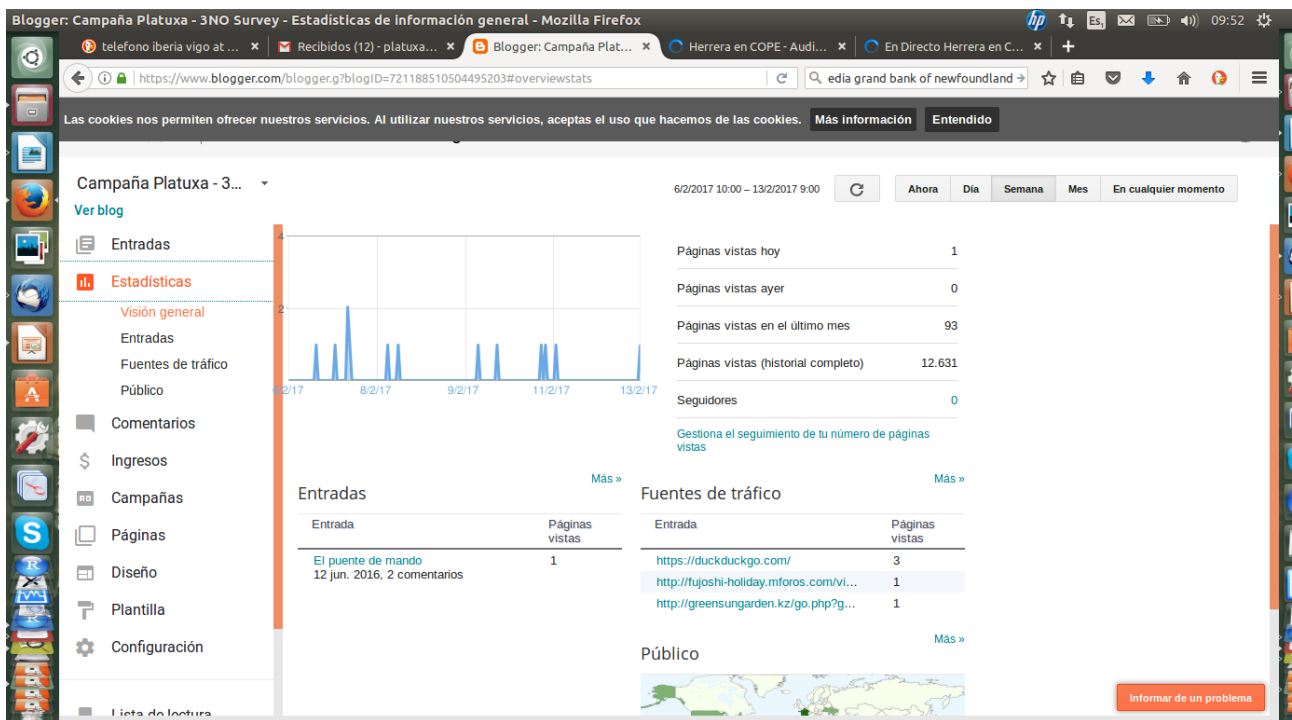 Blogger: Campaña Platuxa - 3NO Survey - Estadísticas de información general - Mozilla Firefox
hp Es, 09:52
telefono iberia vigo at ... × Recibidos (12) - platuxa... × Blogger: Campaña Plat... × Herrera en COPE - Audi... × En Directo Herrera en C... × +
https://www.blogger.com/blogger.g?blogID=721188510504495203#overviewstats
edia grand bank of newfoundland
Las cookies nos permiten ofrecer nuestros servicios. Al utilizar nuestros servicios, aceptas el uso que hacemos de las cookies. Más información Entendido
Campaña Platuxa - 3...
Ver blog
6/2/2017 10:00 – 13/2/2017 9:00
Ahora Día Semana Mes En cualquier momento
Entradas
Estadísticas
Visión general
Entradas
Fuentes de tráfico
Público
Comentarios
Ingresos
Campañas
Páginas
Diseño
Plantilla
Configuración
Lista de lectura
4
2
2/17 8/2/17 9/2/17 11/2/17 13/2/17
Páginas vistas hoy 1
Páginas vistas ayer 0
Páginas vistas en el último mes 93
Páginas vistas (historial completo) 12.631
Seguidores 0
Gestiona el seguimiento de tu número de páginas
vistas
Más »
Entradas
Entrada Páginas
vistas
El puente de mando 1
12 jun. 2016, 2 comentarios
Más »
Fuentes de tráfico
Entrada Páginas
vistas
https://duckduckgo.com/ 3
http://fujoshi-holiday.mforos.com/vi... 1
http://greensungarden.kz/go.php?g... 1
Más »
Público
Informar de un problema